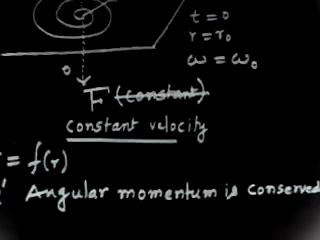 t = 0
r = r₀
ω = ω₀
0
F (constant)
constant velocity
= f(r)
Angular momentum is conserved